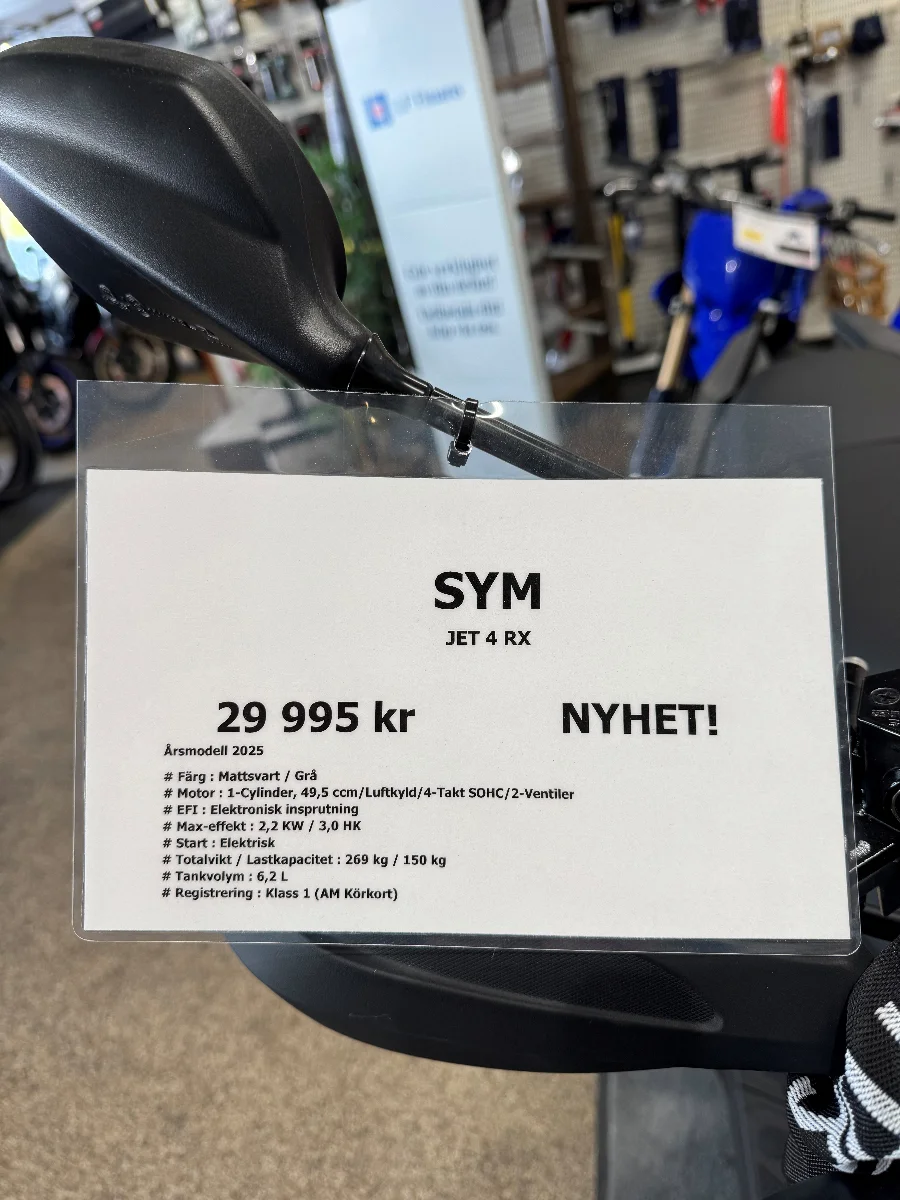 SYM
JET 4 RX
29 995 kr
NYHET!
Årsmodell 2025
# Färg : Mattsvart / Grå
# Motor : 1-Cylinder, 49,5 ccm/Luftkyld/4-Takt SOHC/2-Ventiler
# EFI : Elektronisk insprutning
# Max-effekt : 2,2 KW / 3,0 HK
# Start : Elektrisk
# Totalvikt / Lastkapacitet : 269 kg / 150 kg
# Tankvolym : 6,2 L
# Registrering : Klass 1 (AM Körkort)